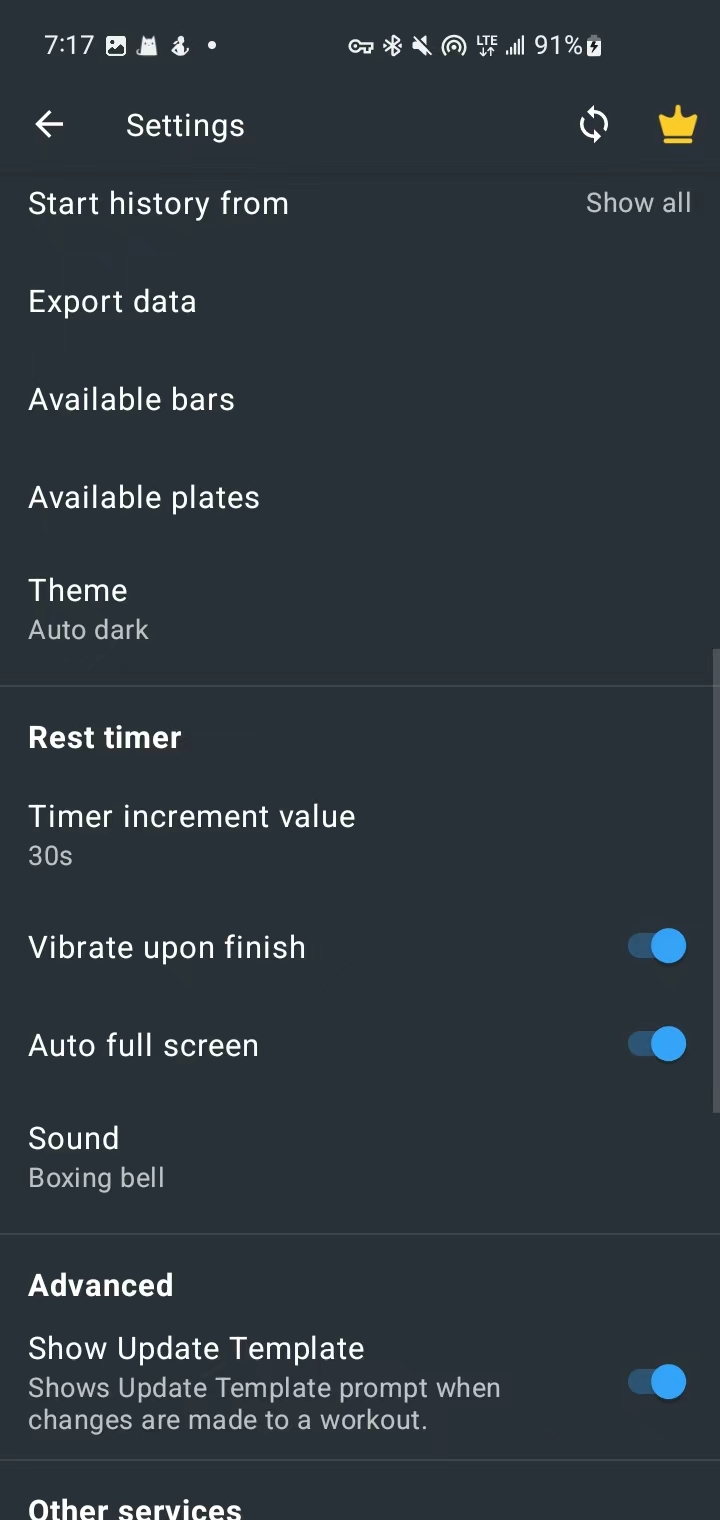 7:17 LTE 91%
Settings
Start history from Show all
Export data
Available bars
Available plates
Theme
Auto dark
Rest timer
Timer increment value
30s
Vibrate upon finish
Auto full screen
Sound
Boxing bell
Advanced
Show Update Template
Shows Update Template prompt when
changes are made to a workout.
Other services